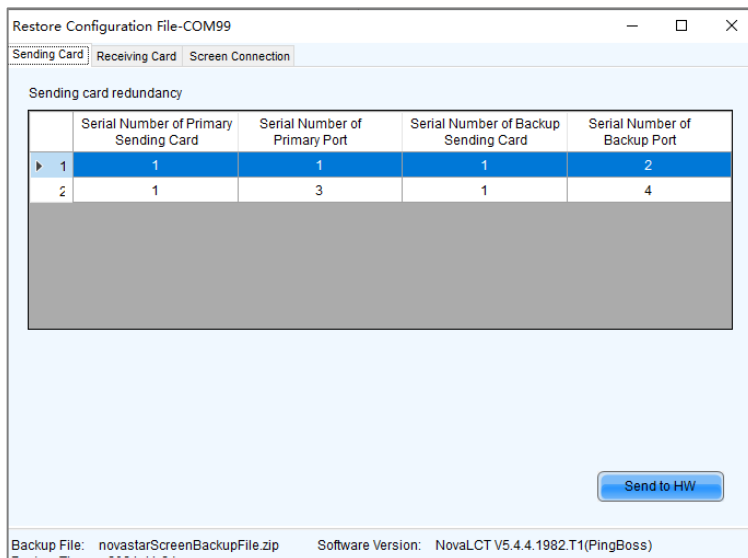 Restore Configuration File-COM99
Sending Card Receiving Card Screen Connection
Sending card redundancy
Serial Number of Primary Sending Card Serial Number of Primary Port Serial Number of Backup Sending Card Serial Number of Backup Port
1 1 1 1 2
2 1 3 1 4
Send to HW
Backup File: novastarScreenBackupFile.zip Software Version: NovaLCT V5.4.4.1982.T1(PingBoss)